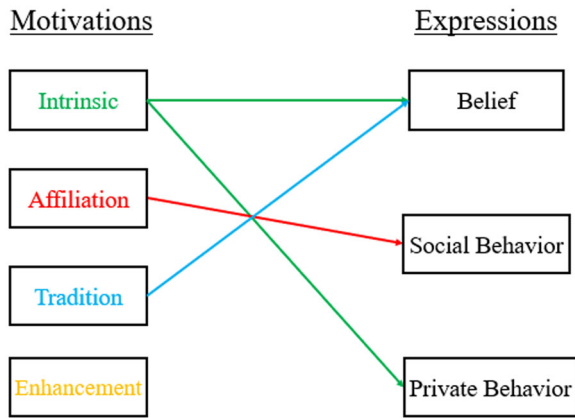 Motivations
Expressions
Intrinsic
Belief
Affiliation
Social Behavior
Tradition
Enhancement
Private Behavior